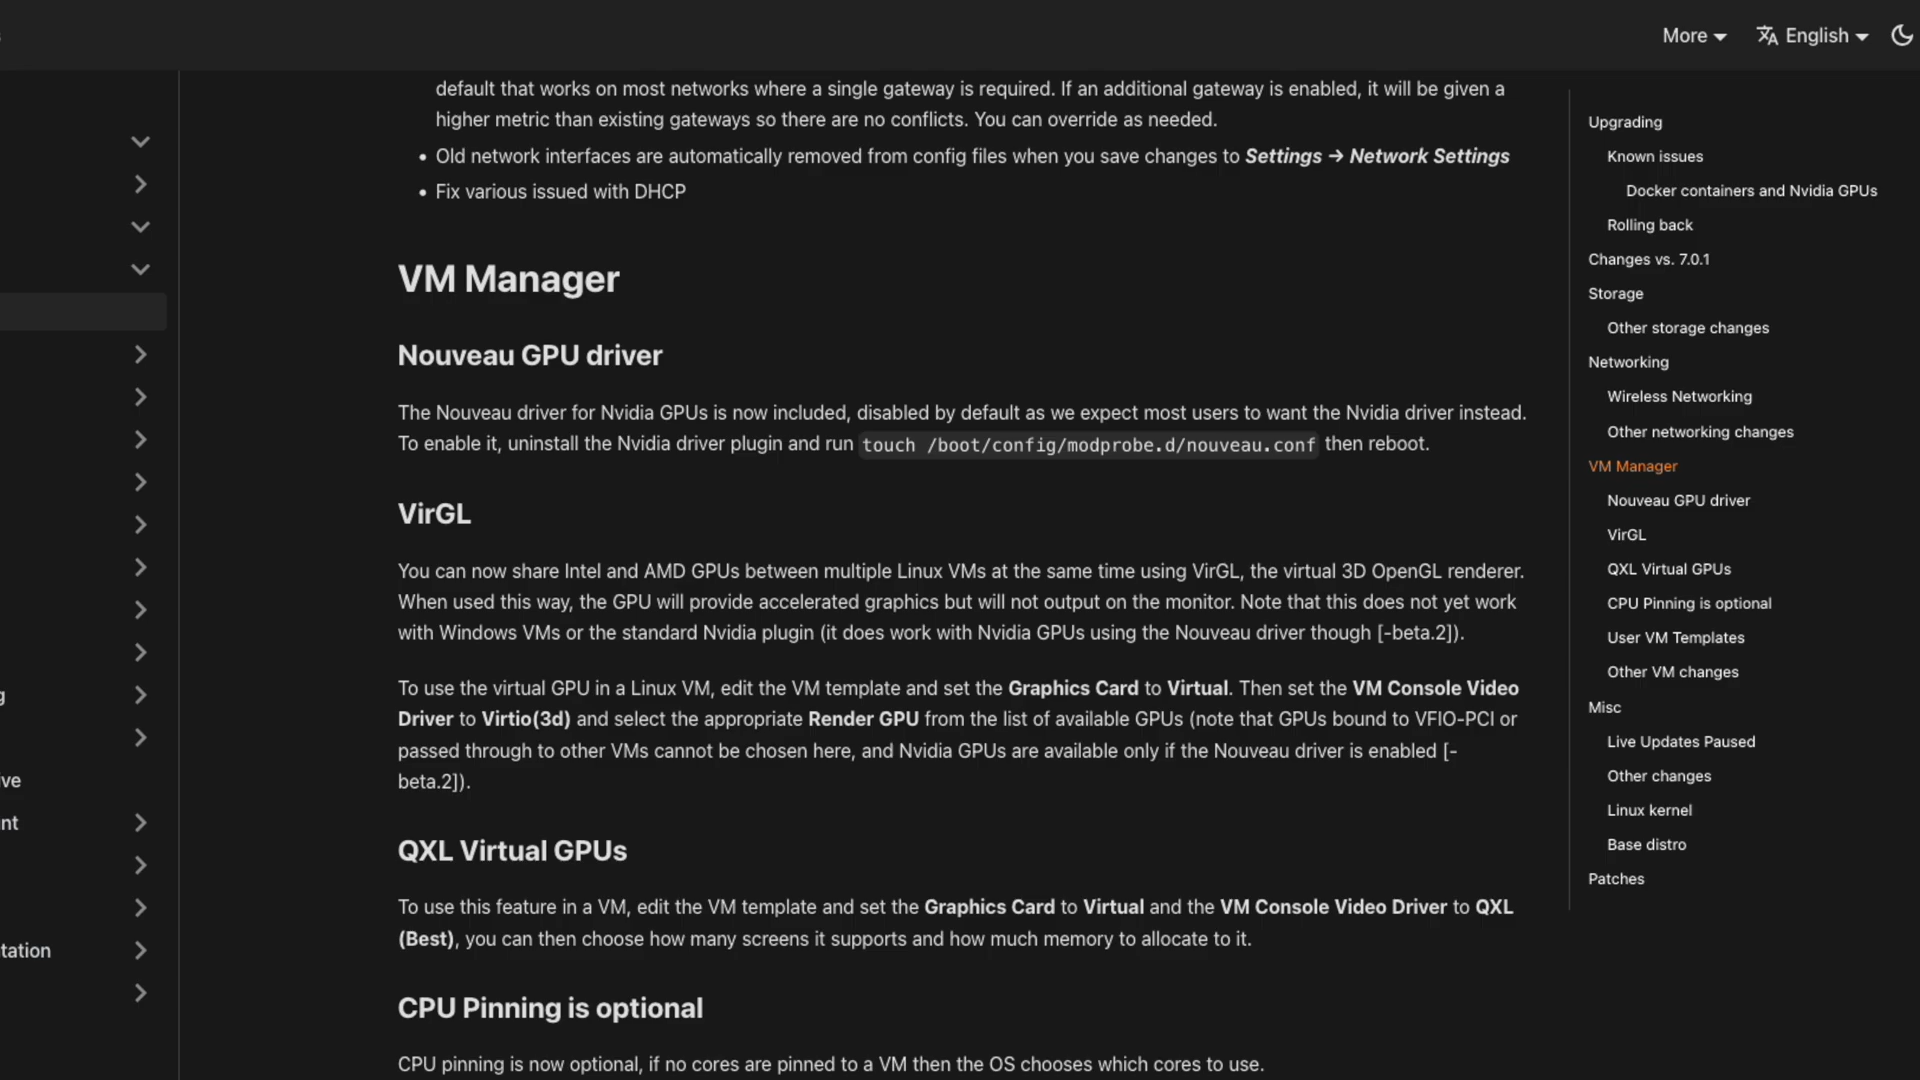 More
English
default that works on most networks where a single gateway is required. If an additional gateway is enabled, it will be given a
higher metric than existing gateways so there are no conflicts. You can override as needed.
• Old network interfaces are automatically removed from config files when you save changes to Settings → Network Settings
• Fix various issued with DHCP
VM Manager
Nouveau GPU driver
The Nouveau driver for Nvidia GPUs is now included, disabled by default as we expect most users to want the Nvidia driver instead.
To enable it, uninstall the Nvidia driver plugin and run touch /boot/config/modprobe.d/nouveau.conf then reboot.
VirGL
You can now share Intel and AMD GPUs between multiple Linux VMs at the same time using VirGL, the virtual 3D OpenGL renderer.
When used this way, the GPU will provide accelerated graphics but will not output on the monitor. Note that this does not yet work
with Windows VMs or the standard Nvidia plugin (it does work with Nvidia GPUs using the Nouveau driver though [-beta.2]).
To use the virtual GPU in a Linux VM, edit the VM template and set the Graphics Card to Virtual. Then set the VM Console Video
Driver to Virtio(3d) and select the appropriate Render GPU from the list of available GPUs (note that GPUs bound to VFIO-PCI or
passed through to other VMs cannot be chosen here, and Nvidia GPUs are available only if the Nouveau driver is enabled [-
beta.2]).
QXL Virtual GPUs
To use this feature in a VM, edit the VM template and set the Graphics Card to Virtual and the VM Console Video Driver to QXL
(Best), you can then choose how many screens it supports and how much memory to allocate to it.
CPU Pinning is optional
CPU pinning is now optional, if no cores are pinned to a VM then the OS chooses which cores to use.
Upgrading
Known issues
Docker containers and Nvidia GPUs
Rolling back
Changes vs. 7.0.1
Storage
Other storage changes
Networking
Wireless Networking
Other networking changes
VM Manager
Nouveau GPU driver
VirGL
QXL Virtual GPUs
CPU Pinning is optional
User VM Templates
Other VM changes
Misc
Live Updates Paused
Other changes
Linux kernel
Base distro
Patches